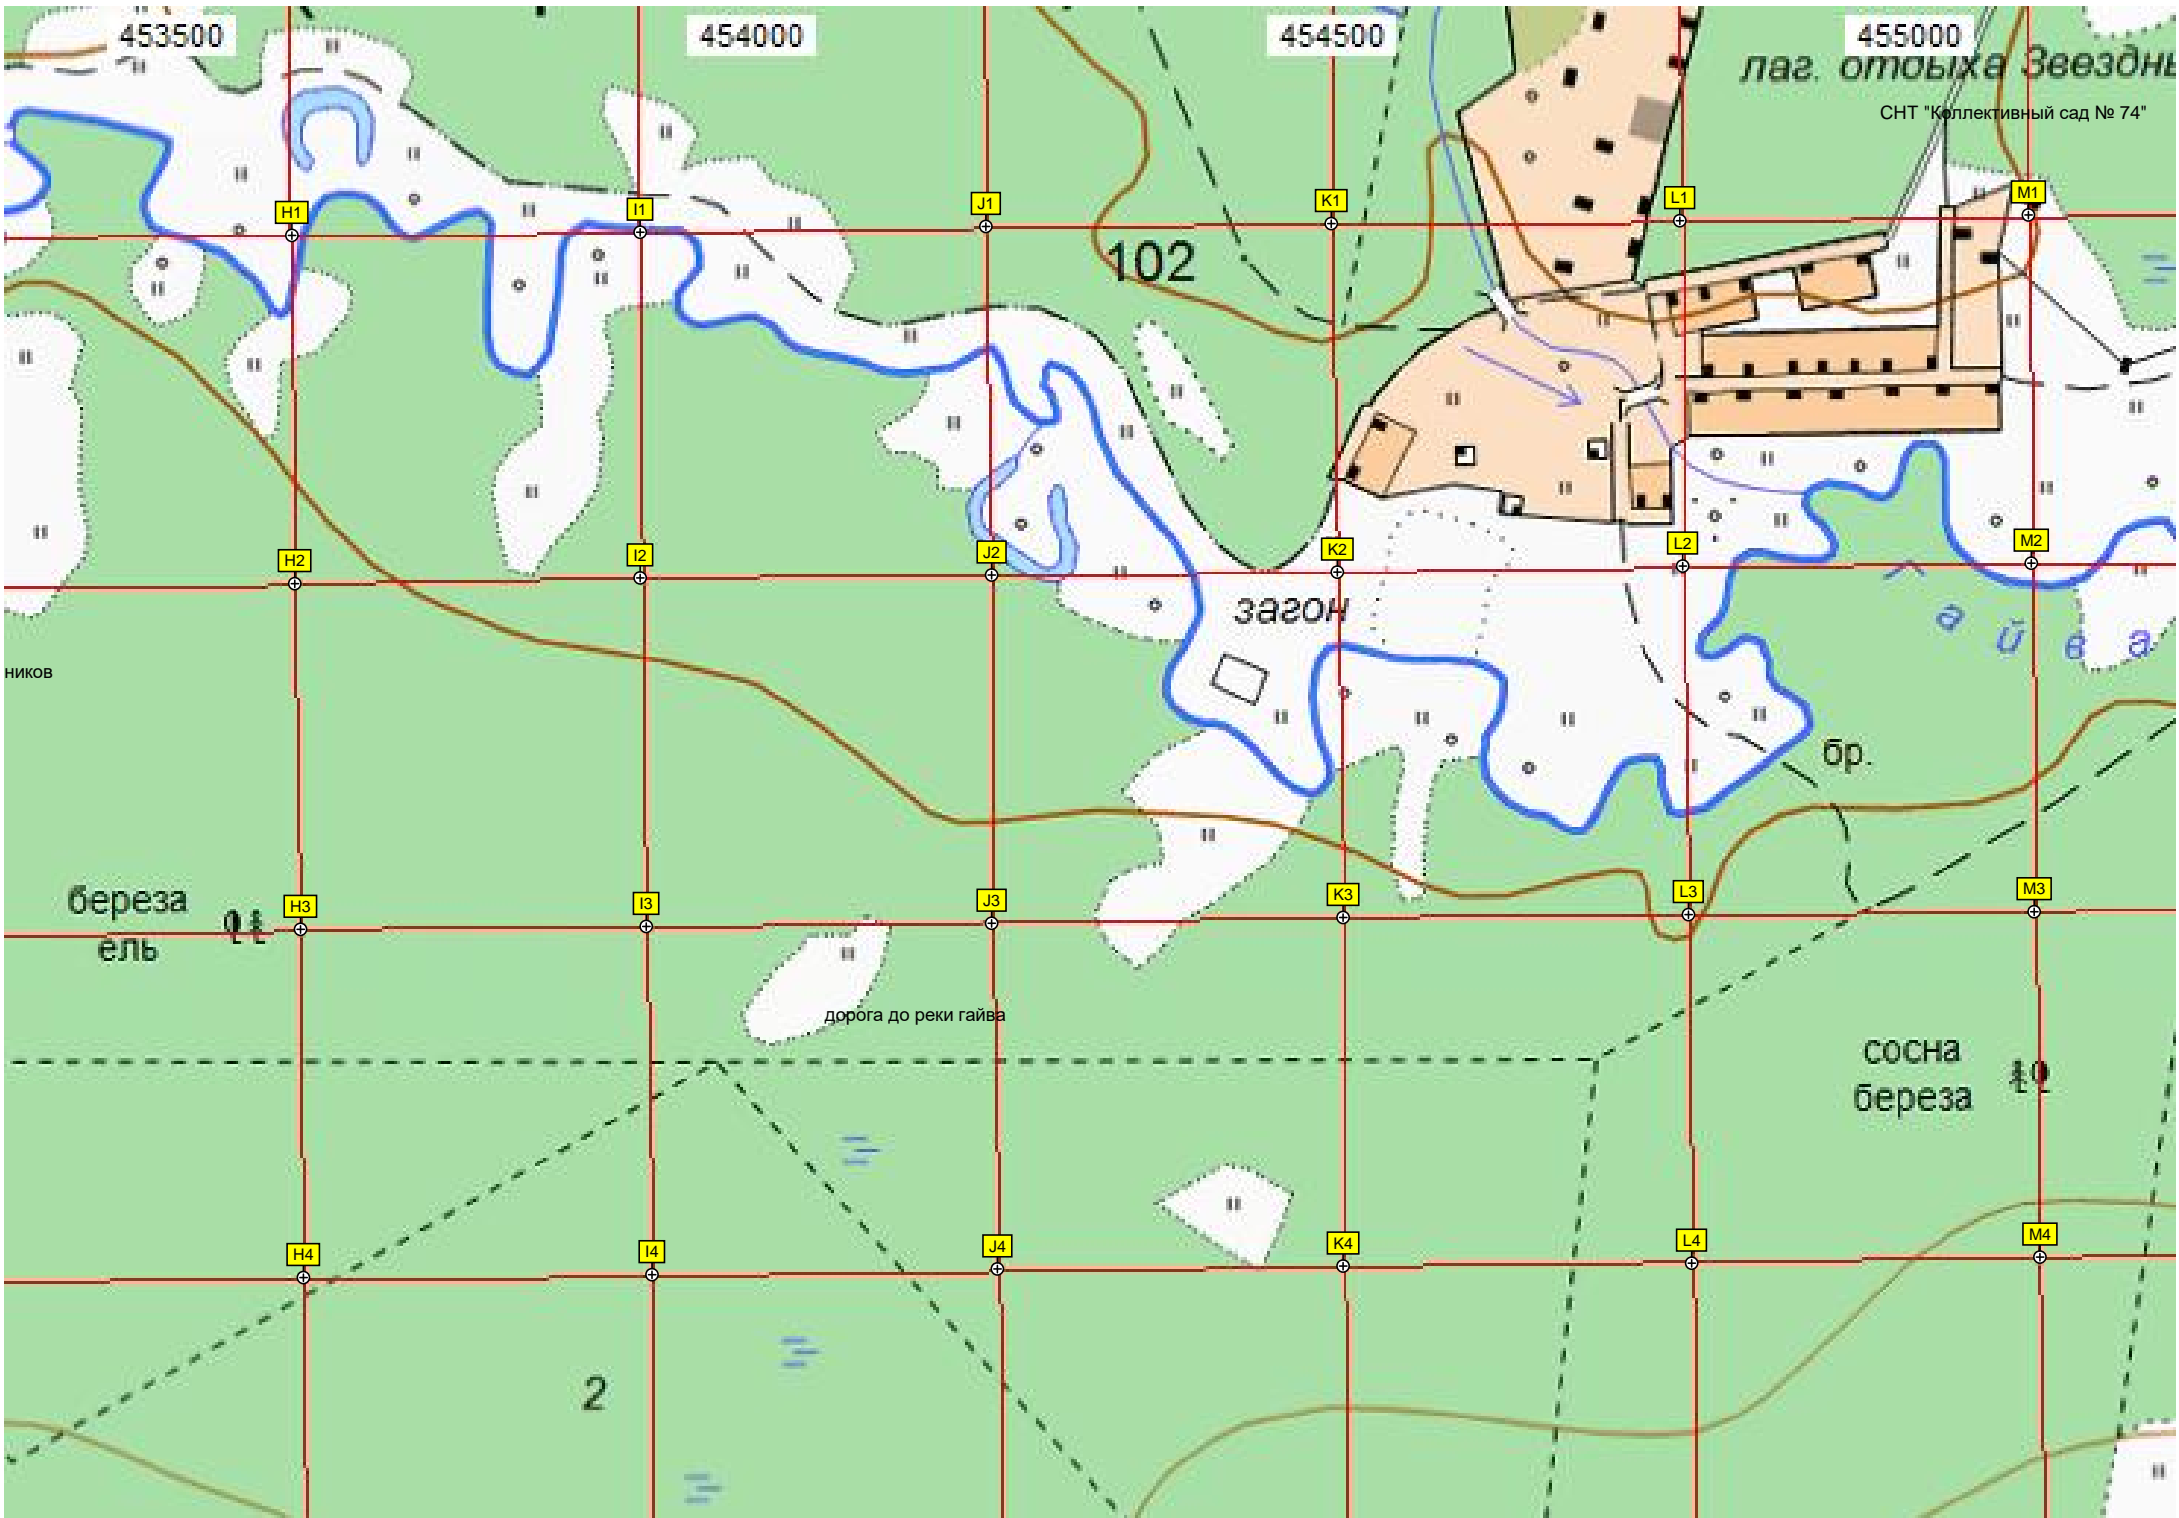 453500
454000
454500
455000
лаг. отдыха Звездны
СНТ "Коллективный сад № 74"
H1
I1
J1
K1
L1
M1
102
H2
I2
J2
K2
L2
M2
загон
айва
ников
бр.
береза
ель
H3
I3
J3
K3
L3
M3
дорога до реки гайва
сосна
береза
H4
I4
J4
K4
L4
M4
2